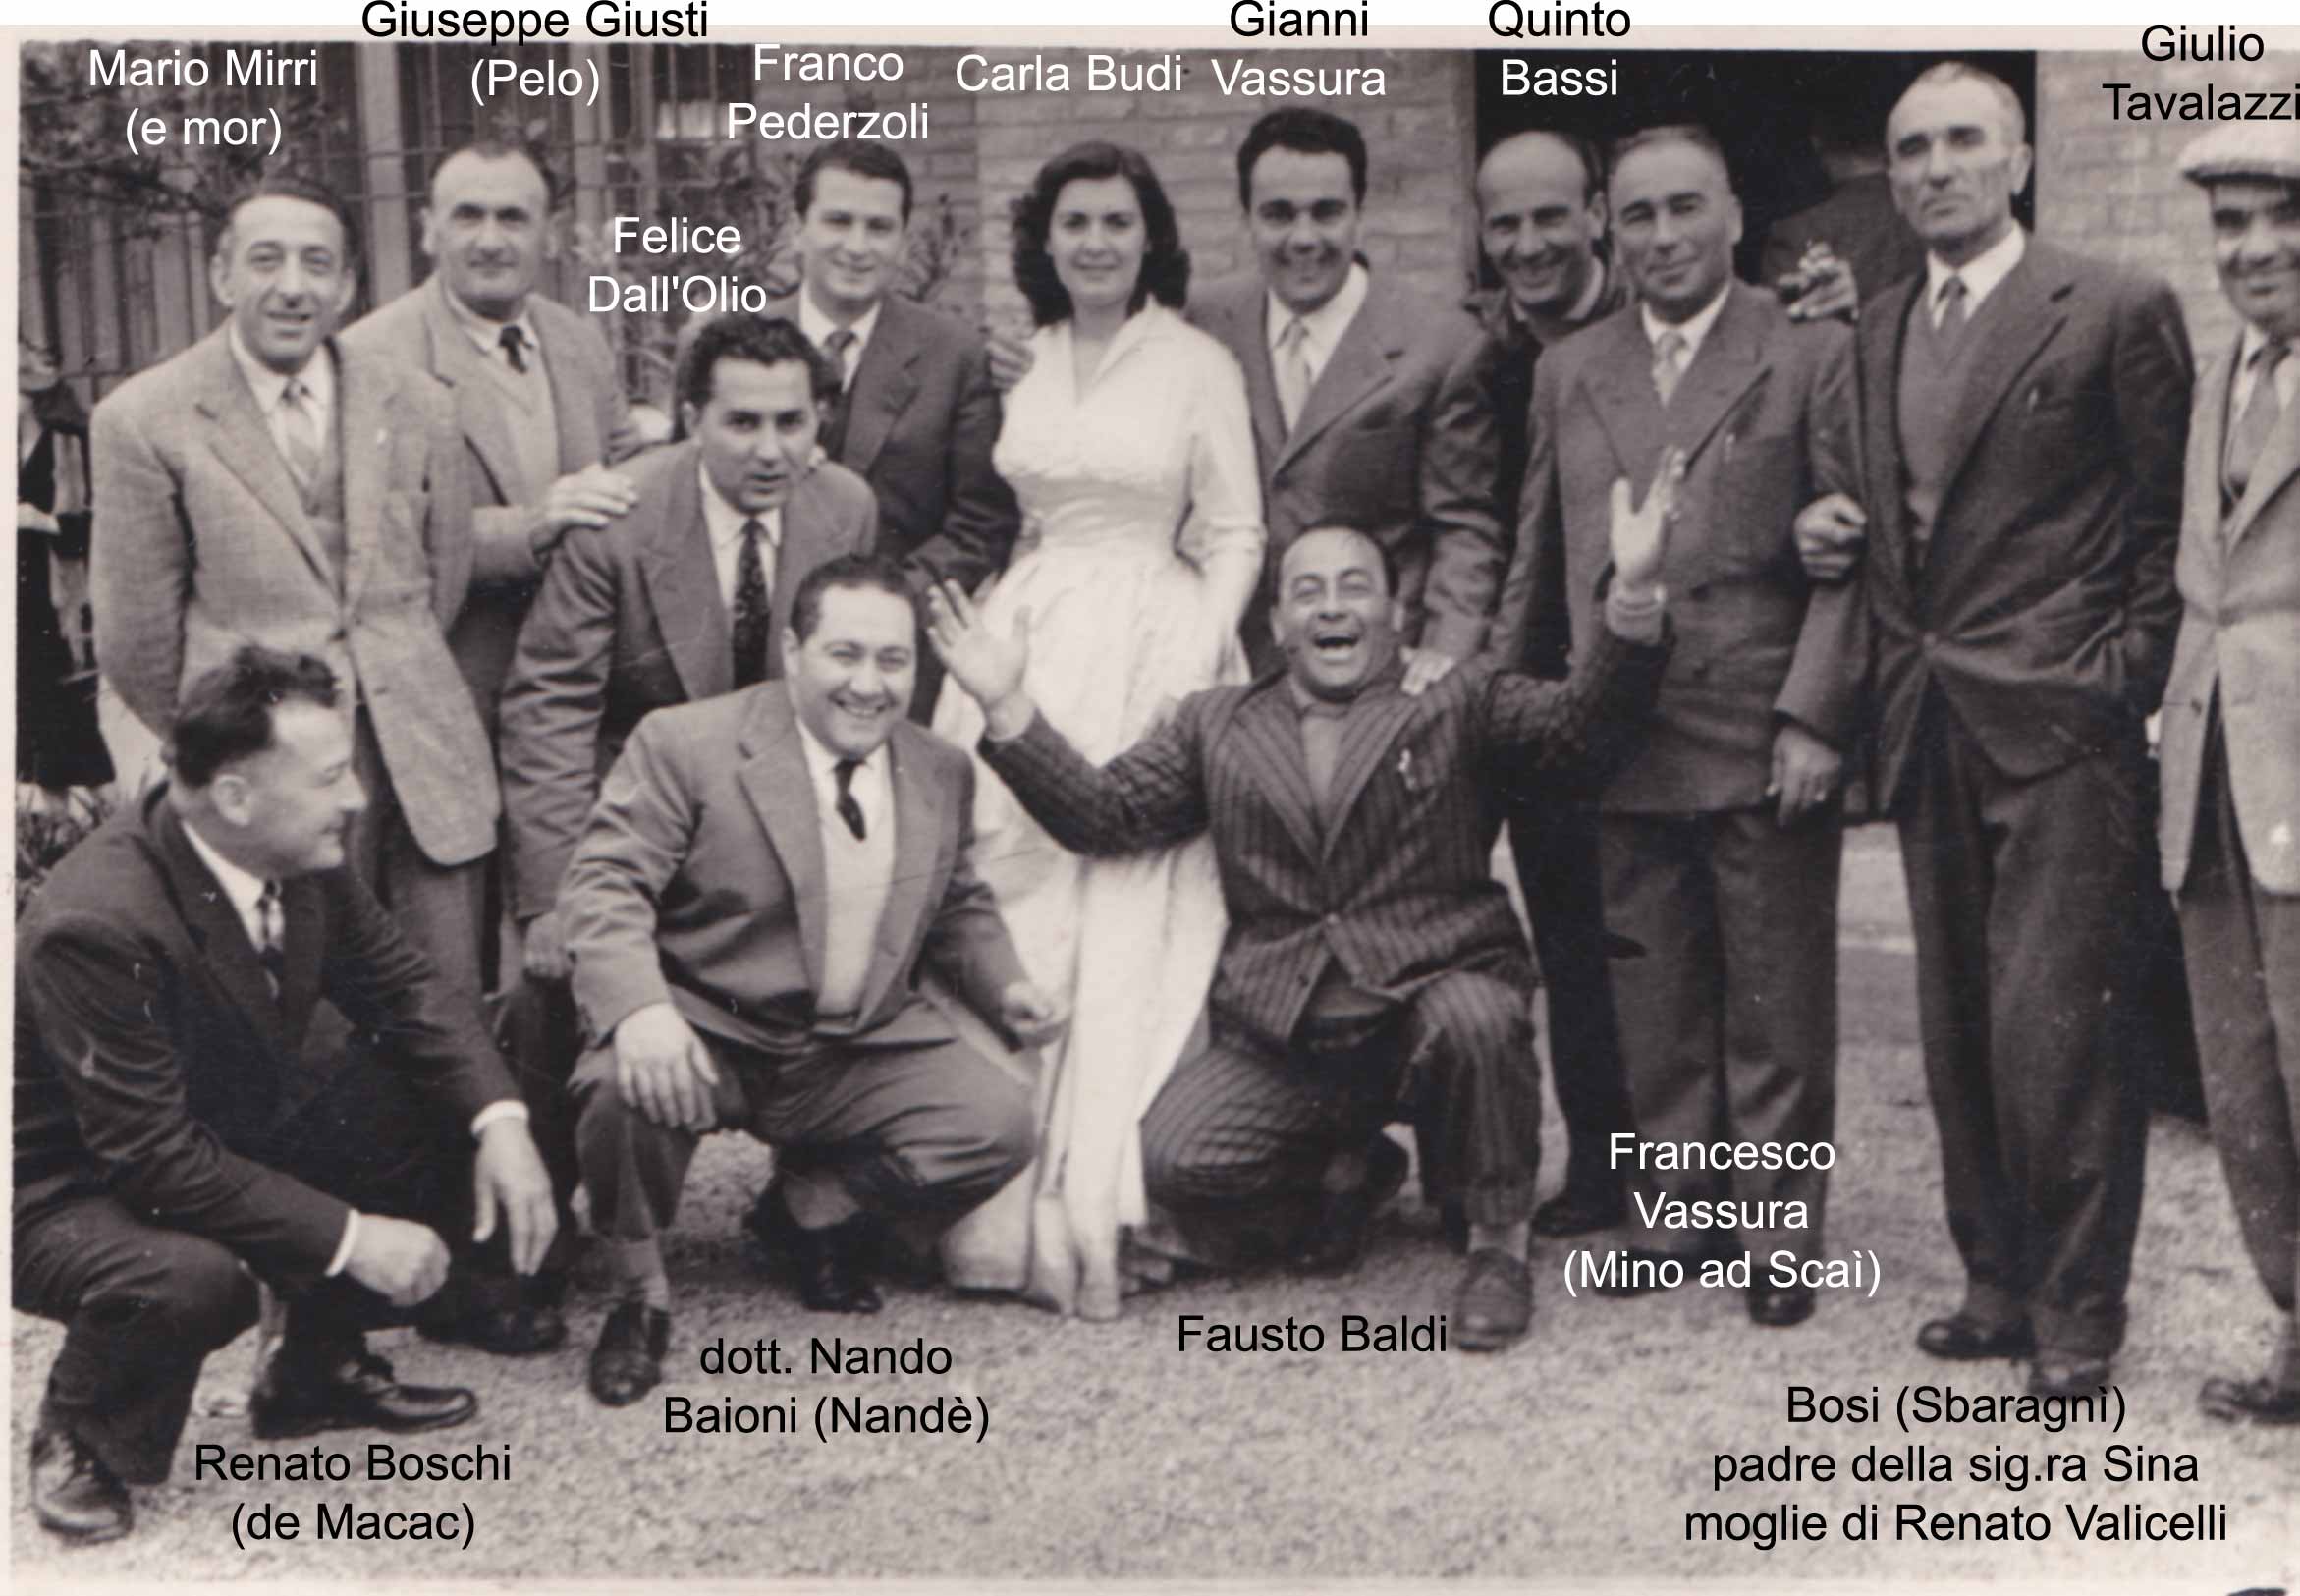 Giuseppe Giusti
(Pelo)
Mario Mirri
(e mor)
Franco
Pederzoli
Carla Budi
Gianni
Vassura
Quinto
Bassi
Giulio
Tavalazzi
Felice
Dall'Olio
Francesco
Vassura
(Mino ad Scaì)
Fausto Baldi
dott. Nando
Baioni (Nandè)
Renato Boschi
(de Macac)
Bosi (Sbaragnì)
padre della sig.ra Sina
moglie di Renato Valicelli